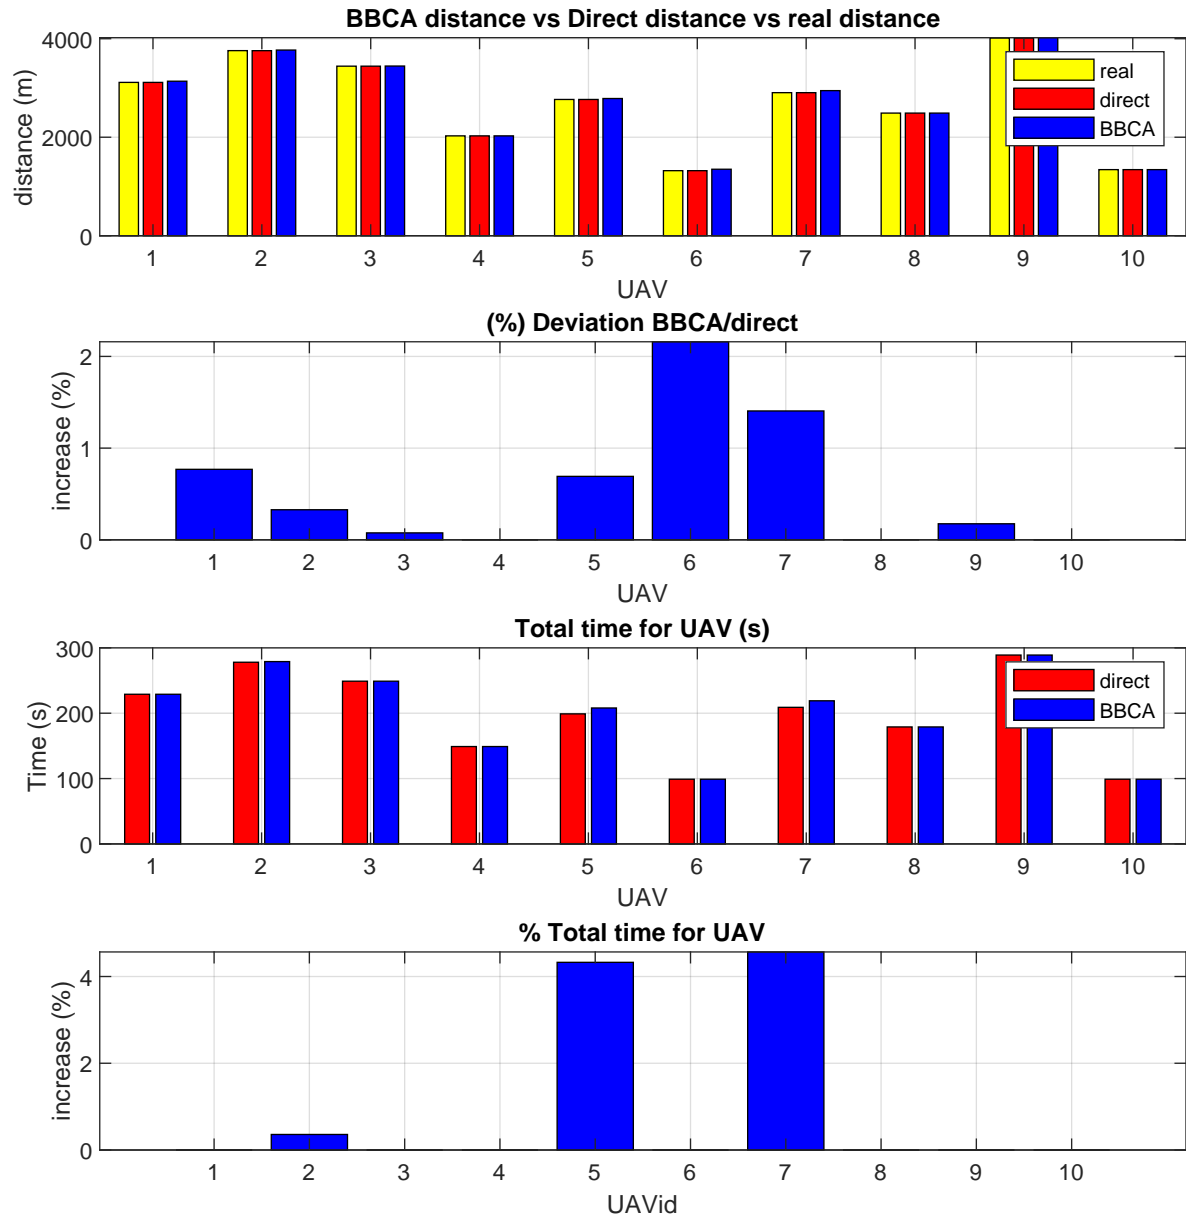 BBCA distance vs Direct distance vs real distance
distance (m)
4000
2000
0
real
direct
BBCA
1 2 3 4 5 6 7 8 9 10
UAV
(%) Deviation BBCA/direct
increase (%)
2
1
0
1 2 3 4 5 6 7 8 9 10
UAV
Total time for UAV (s)
Time (s)
300
200
100
0
direct
BBCA
1 2 3 4 5 6 7 8 9 10
UAV
% Total time for UAV
increase (%)
4
2
0
1 2 3 4 5 6 7 8 9 10
UAVid